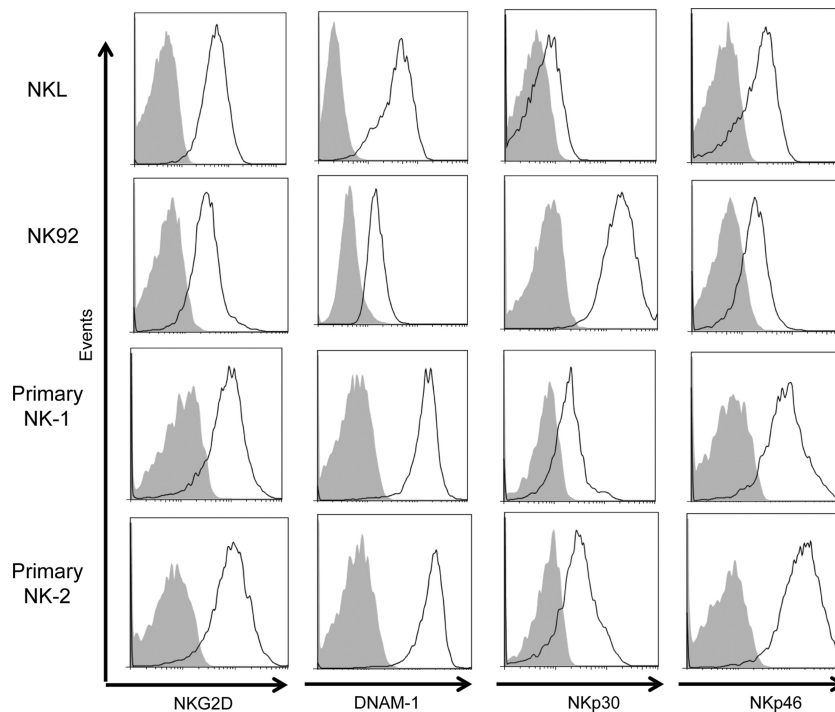 NKL
NK92
Primary
NK-1
Primary
NK-2
Events
NKG2D
DNAM-1
NKp30
NKp46